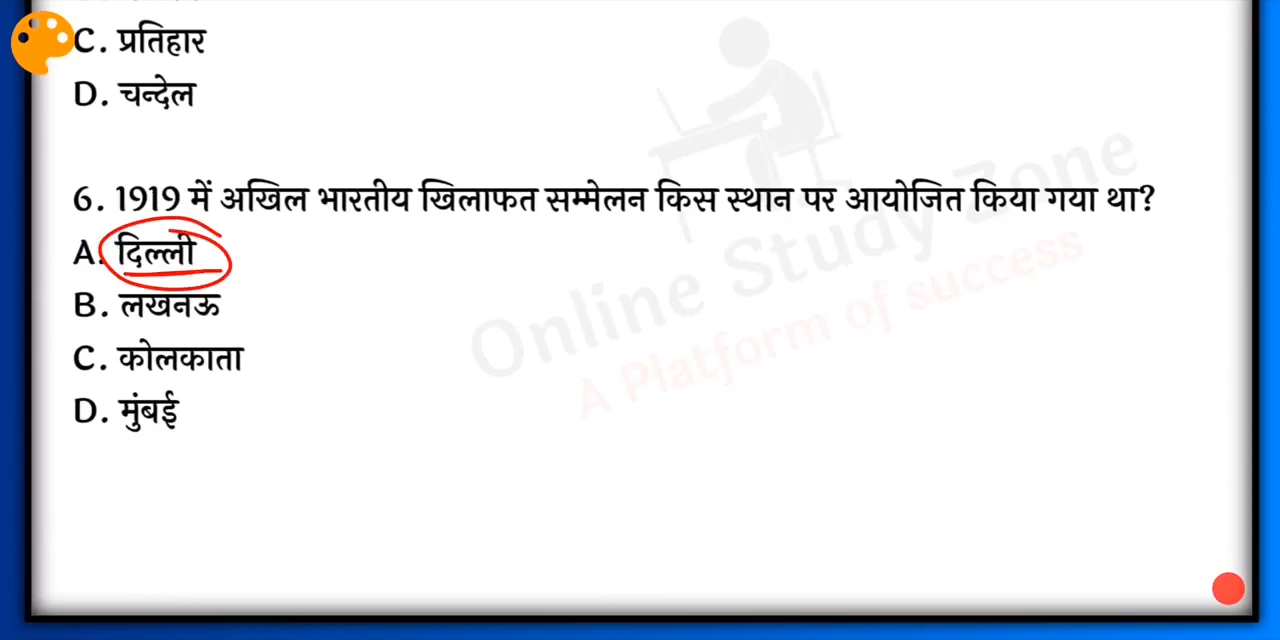 C. प्रतिहार
D. चन्देल
6. 1919 में अखिल भारतीय खिलाफत सम्मेलन किस स्थान पर आयोजित किया गया था?
A. दिल्ली
B. लखनऊ
C. कोलकाता
D. मुंबई
Online Study Zone
A Platform of success